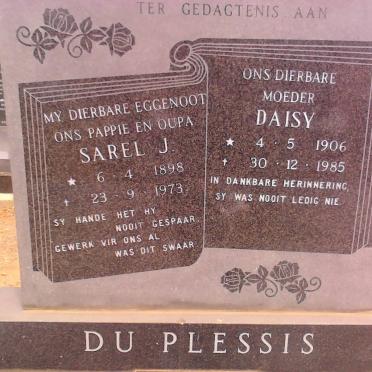 TER GEDAGTENIS AAN
MY DIERBARE EGGENOOT
ONS PAPPIE EN OUPA
SAREL J.
★ 6 · 4 · 1898
† 23 · 9 · 1973
SY HANDE HET HY
NOOIT GESPAAR.
GEWERK VIR ONS AL
WAS DIT SWAAR
ONS DIERBARE
MOEDER
DAISY
★ 4 · 5 · 1906
† 30 · 12 · 1985
IN DANKBARE HERINNERING,
SY WAS NOOIT LEDIG NIE.
DU PLESSIS